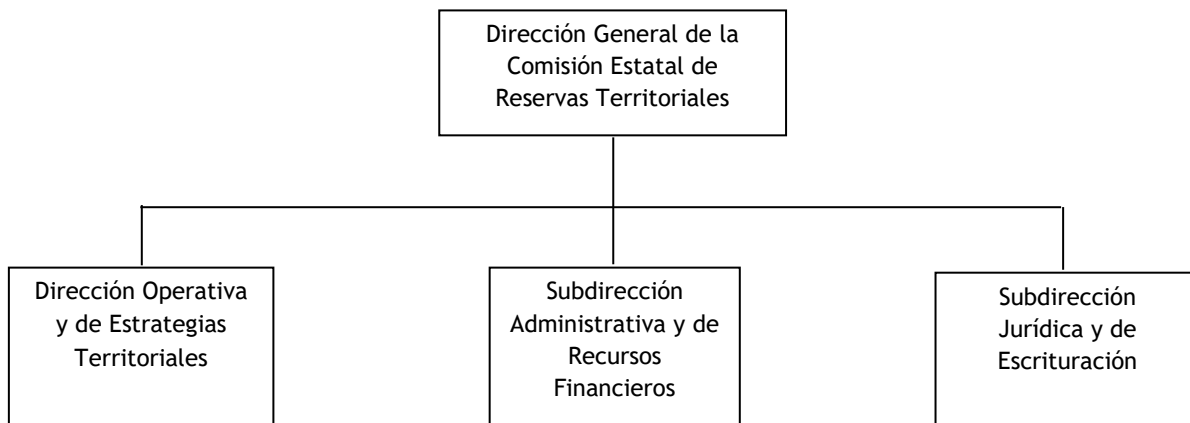 Dirección General de la
Comisión Estatal de
Reservas Territoriales
Dirección Operativa
y de Estrategias
Territoriales
Subdirección
Administrativa y de
Recursos
Financieros
Subdirección
Jurídica y de
Escrituración